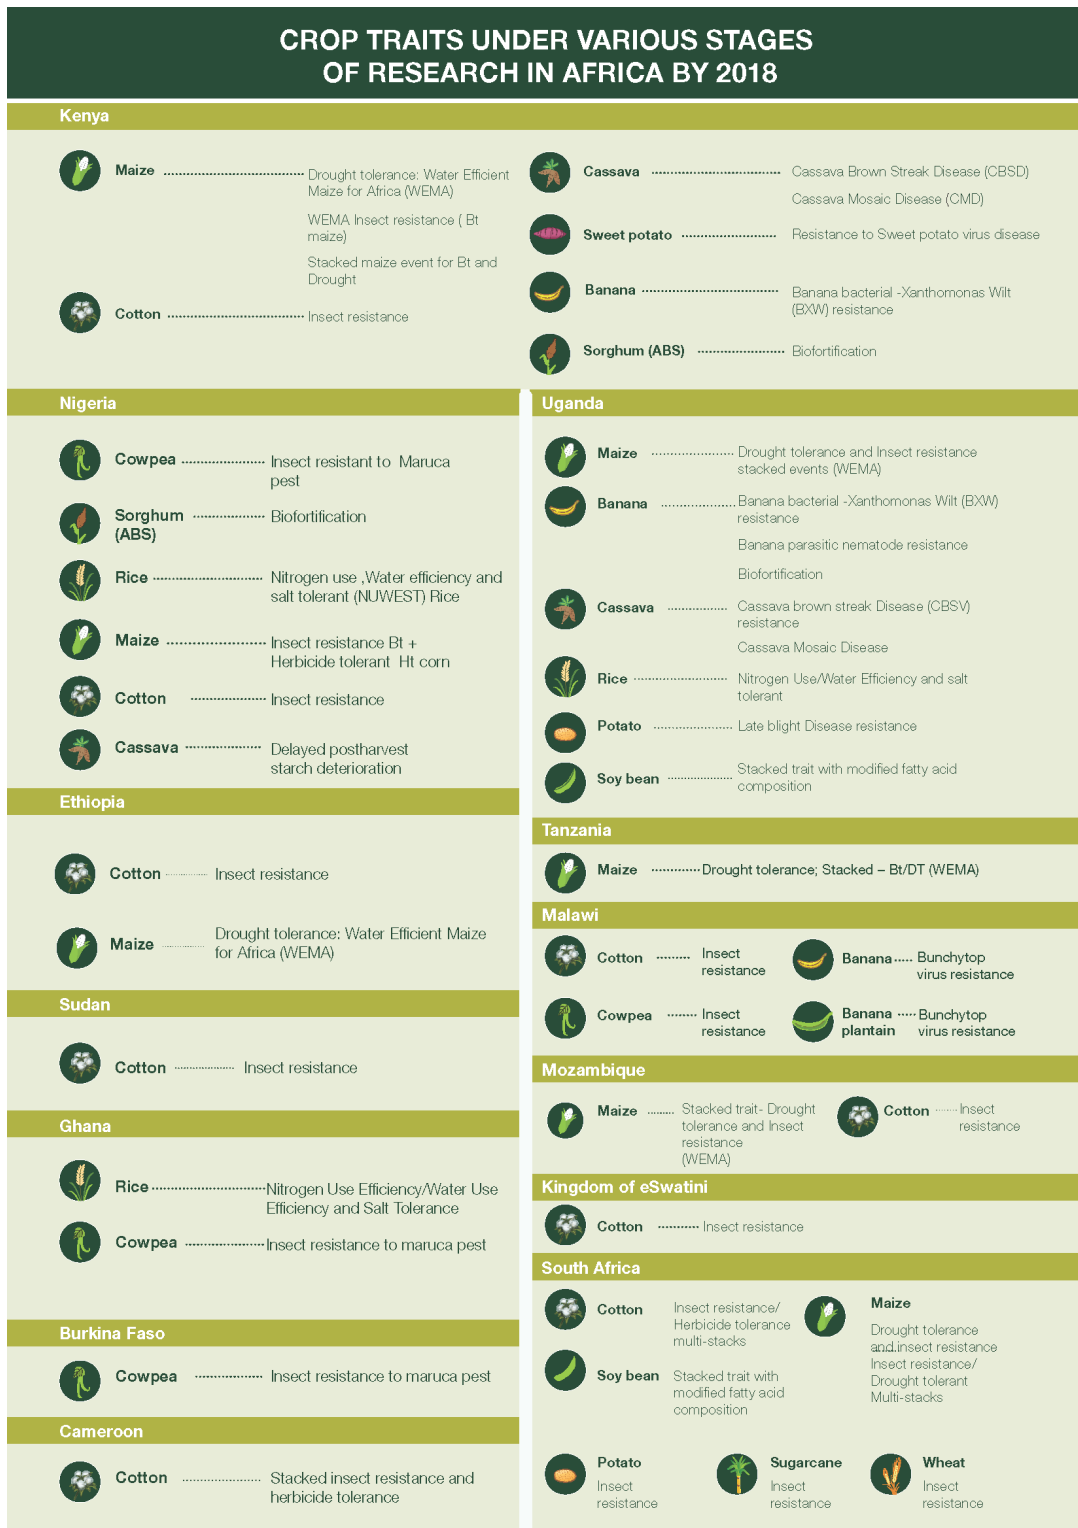 CROP TRAITS UNDER VARIOUS STAGES
OF RESEARCH IN AFRICA BY 2018
Kenya
Maize
Drought tolerance: Water Efficient
Maize for Africa (WEMA)
WEMA Insect resistance ( Bt
maize)
Stacked maize event for Bt and
Drought
Cotton
Insect resistance
Cassava
Cassava Brown Streak Disease (CBSD)
Cassava Mosaic Disease (CMD)
Sweet potato
Resistance to Sweet potato virus disease
Banana
Banana bacterial -Xanthomonas Wilt
(BXW) resistance
Sorghum (ABS)
Biofortification
Nigeria
Cowpea
Insect resistant to Maruca
pest
Sorghum
(ABS)
Biofortification
Rice
Nitrogen use ,Water efficiency and
salt tolerant (NUWEST) Rice
Maize
Insect resistance Bt +
Herbicide tolerant Ht corn
Cotton
Insect resistance
Cassava
Delayed postharvest
starch deterioration
Ethiopia
Cotton
Insect resistance
Maize
Drought tolerance: Water Efficient Maize
for Africa (WEMA)
Sudan
Cotton
Insect resistance
Ghana
Rice
Nitrogen Use Efficiency/Water Use
Efficiency and Salt Tolerance
Cowpea
Insect resistance to maruca pest
Burkina Faso
Cowpea
Insect resistance to maruca pest
Cameroon
Cotton
Stacked insect resistance and
herbicide tolerance
Uganda
Maize
Drought tolerance and Insect resistance
stacked events (WEMA)
Banana
Banana bacterial -Xanthomonas Wilt (BXW)
resistance
Banana parasitic nematode resistance
Biofortification
Cassava
Cassava brown streak Disease (CBSV)
resistance
Cassava Mosaic Disease
Rice
Nitrogen Use/Water Efficiency and salt
tolerant
Potato
Late blight Disease resistance
Soy bean
Stacked trait with modified fatty acid
composition
Tanzania
Maize
Drought tolerance; Stacked – Bt/DT (WEMA)
Malawi
Cotton
Insect
resistance
Banana
Bunchytop
virus resistance
Cowpea
Insect
resistance
Banana
plantain
Bunchytop
virus resistance
Mozambique
Maize
Stacked trait- Drought
tolerance and Insect
resistance
(WEMA)
Cotton
Insect
resistance
Kingdom of eSwatini
Cotton
Insect resistance
South Africa
Cotton
Insect resistance/
Herbicide tolerance
multi-stacks
Maize
Drought tolerance
and insect resistance
Insect resistance/
Drought tolerant
Multi-stacks
Soy bean
Stacked trait with
modified fatty acid
composition
Potato
Insect
resistance
Sugarcane
Insect
resistance
Wheat
Insect
resistance